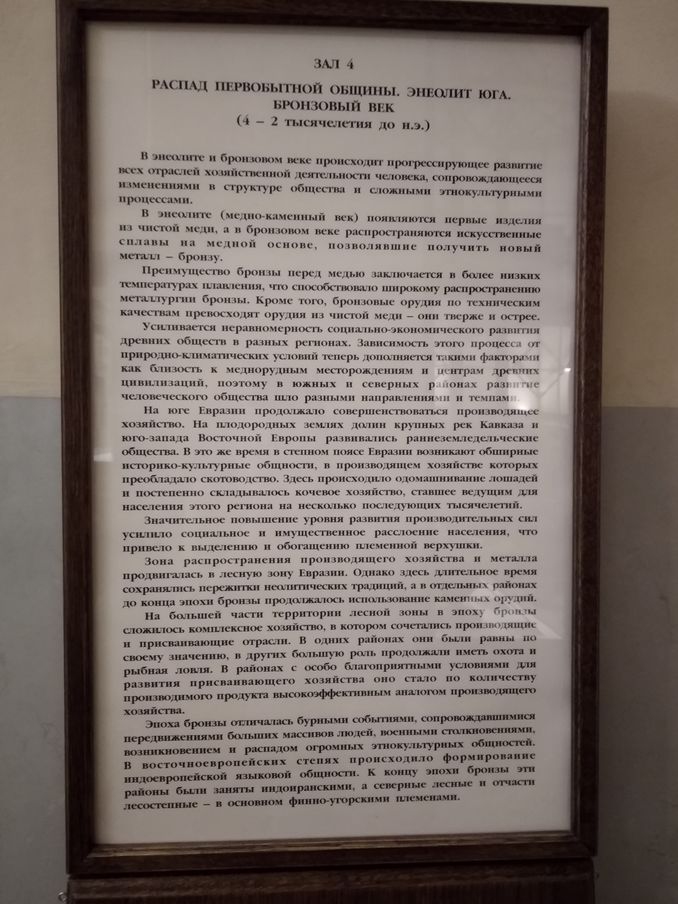 ЗАЛ 4
РАСПАД ПЕРВОБЫТНОЙ ОБЩИНЫ. ЭНЕОЛИТ ЮГА.
БРОНЗОВЫЙ ВЕК
(4 – 2 тысячелетия до н.э.)
В энеолите и бронзовом веке происходит прогрессирующее развитие
всех отраслей хозяйственной деятельности человека, сопровождающееся
изменениями в структуре общества и сложными этнокультурными
процессами.
В энеолите (медно-каменный век) появляются первые изделия
из чистой меди, а в бронзовом веке распространяются искусственные
сплавы на медной основе, позволявшие получить новый
металл – бронзу.
Преимущество бронзы перед медью заключается в более низких
температурах плавления, что способствовало широкому распространению
металлургии бронзы. Кроме того, бронзовые орудия по техническим
качествам превосходят орудия из чистой меди – они тверже и острее.
Усиливается неравномерность социально-экономического развития
древних обществ в разных регионах. Зависимость этого процесса от
природно-климатических условий теперь дополняется такими факторами
как близость к меднорудным месторождениям и центрам древних
цивилизаций, поэтому в южных и северных районах развитие
человеческого общества шло разными направлениями и темпами.
На юге Евразии продолжало совершенствоваться производящее
хозяйство. На плодородных землях долин крупных рек Кавказа и
юго-запада Восточной Европы развивались раннеземледельческие
общества. В это же время в степном поясе Евразии возникают обширные
историко-культурные общности, в производящем хозяйстве которых
преобладало скотоводство. Здесь происходило одомашнивание лошадей
и постепенно складывалось кочевое хозяйство, ставшее ведущим для
населения этого региона на несколько последующих тысячелетий.
Значительное повышение уровня развития производительных сил
усилило социальное и имущественное расслоение населения, что
привело к выделению и обогащению племенной верхушки.
Зона распространения производящего хозяйства и металла
продвигалась в лесную зону Евразии. Однако здесь длительное время
сохранялись пережитки неолитических традиций, а в отдельных районах
до конца эпохи бронзы продолжалось использование каменных орудий.
На большей части территории лесной зоны в эпоху бронзы
сложилось комплексное хозяйство, в котором сочетались производящие
и присваивающие отрасли. В одних районах они были равны по
своему значению, в других большую роль продолжали иметь охота и
рыбная ловля. В районах с особо благоприятными условиями для
развития присваивающего хозяйства оно стало по количеству
производимого продукта высокоэффективным аналогом производящего
хозяйства.
Эпоха бронзы отличалась бурными событиями, сопровождавшимися
передвижениями больших массивов людей, военными столкновениями,
возникновением и распадом огромных этнокультурных общностей.
В восточноевропейских степях происходило формирование
индоевропейской языковой общности. К концу эпохи бронзы эти
районы были заняты индоиранскими, а северные лесные и отчасти
лесостепные – в основном финно-угорскими племенами.